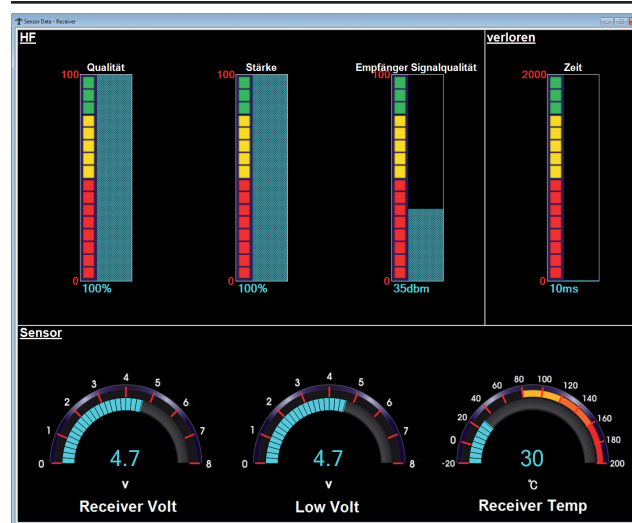 Sensor Data - Receiver
HF
verloren
Qualität
Stärke
Empfänger Signalqualität
Zeit
100
100
100
2000
0
0
0
0
100%
100%
35dbm
10ms
Sensor
0 1 2 3 4 5 6 7 8
0 1 2 3 4 5 6 7 8
-20 0 20 40 60 80 100 120 140 160 180 200
4.7
4.7
30
v
v
℃
Receiver Volt
Low Volt
Receiver Temp